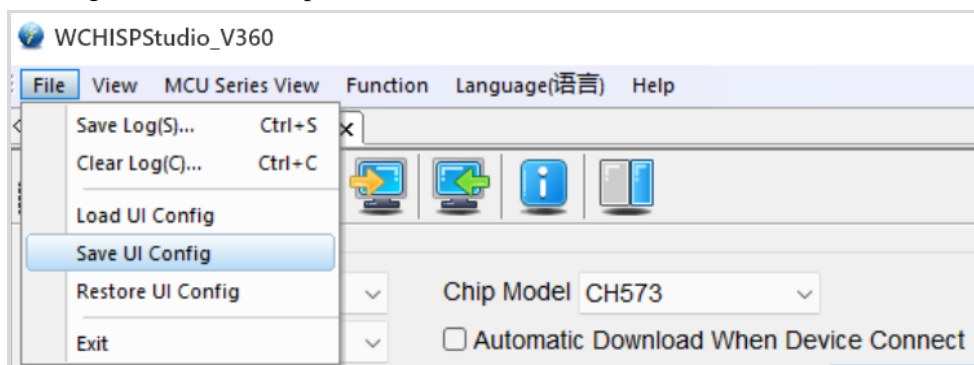 WCHISPStudio_V360
File View MCU Series View Function Language(语言) Help
Save Log(S)... Ctrl+S
Clear Log(C)... Ctrl+C
Load UI Config
Save UI Config
Restore UI Config
Exit
Chip Model CH573
Automatic Download When Device Connect